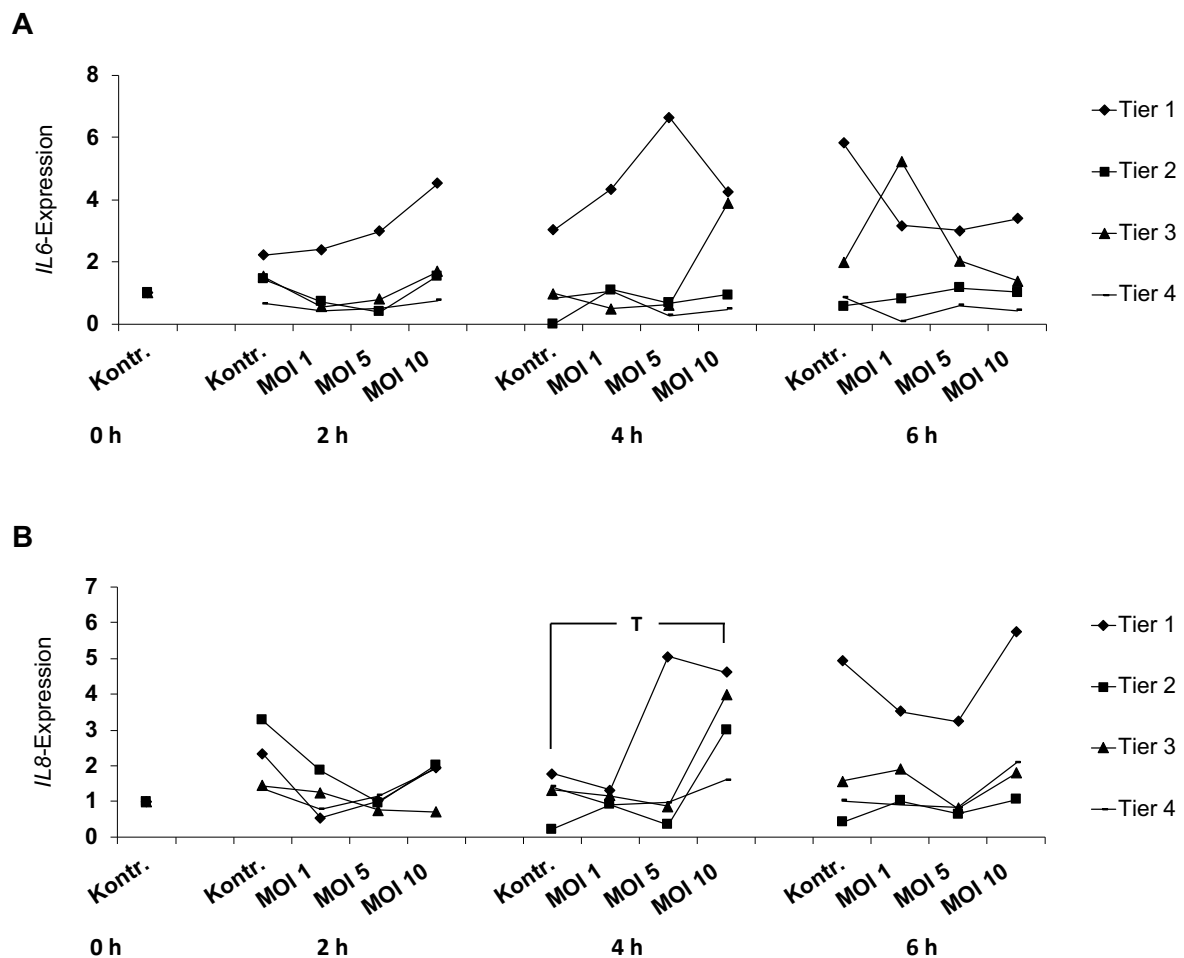 A
IL6-Expression
8
6
4
2
0
Kontr.
Kontr.
MOI 1
MOI 5
MOI 10
Kontr.
MOI 1
MOI 5
MOI 10
Kontr.
MOI 1
MOI 5
MOI 10
0 h
2 h
4 h
6 h
Tier 1
Tier 2
Tier 3
Tier 4
B
IL8-Expression
7
6
5
4
3
2
1
0
T
Kontr.
Kontr.
MOI 1
MOI 5
MOI 10
Kontr.
MOI 1
MOI 5
MOI 10
Kontr.
MOI 1
MOI 5
MOI 10
0 h
2 h
4 h
6 h
Tier 1
Tier 2
Tier 3
Tier 4